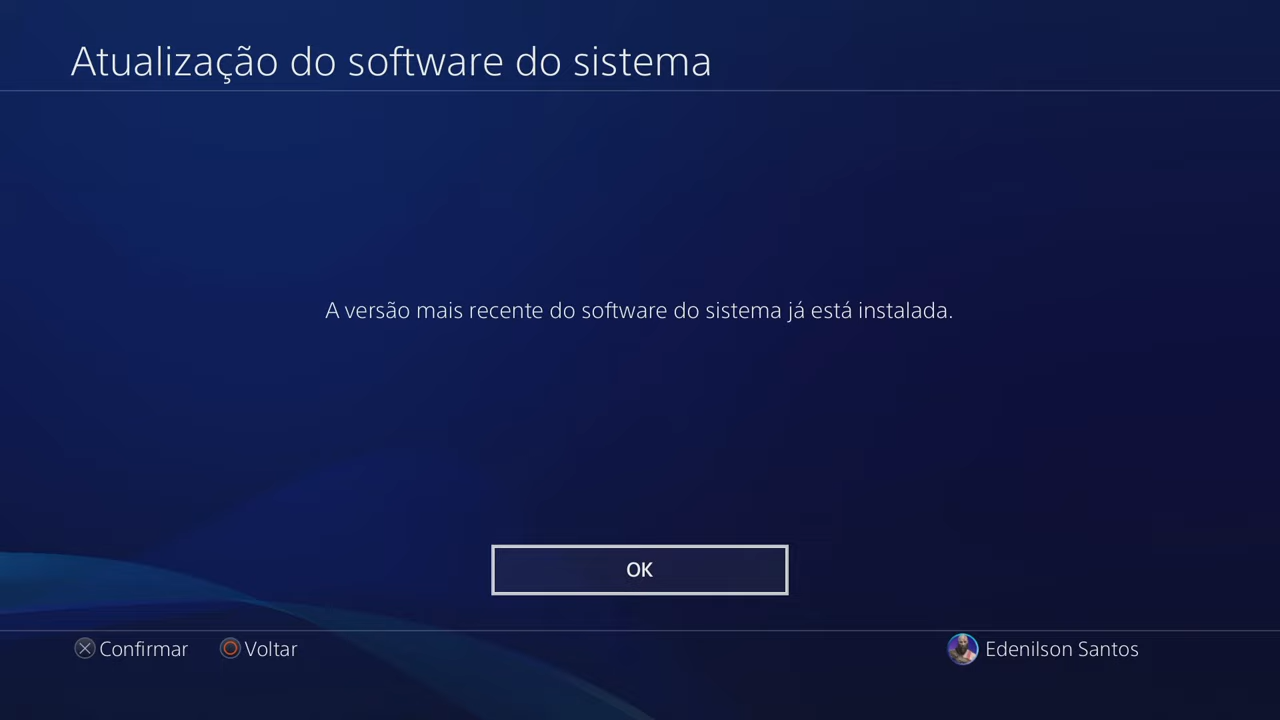 Atualização do software do sistema
A versão mais recente do software do sistema já está instalada.
OK
Confirmar Voltar Edenilson Santos